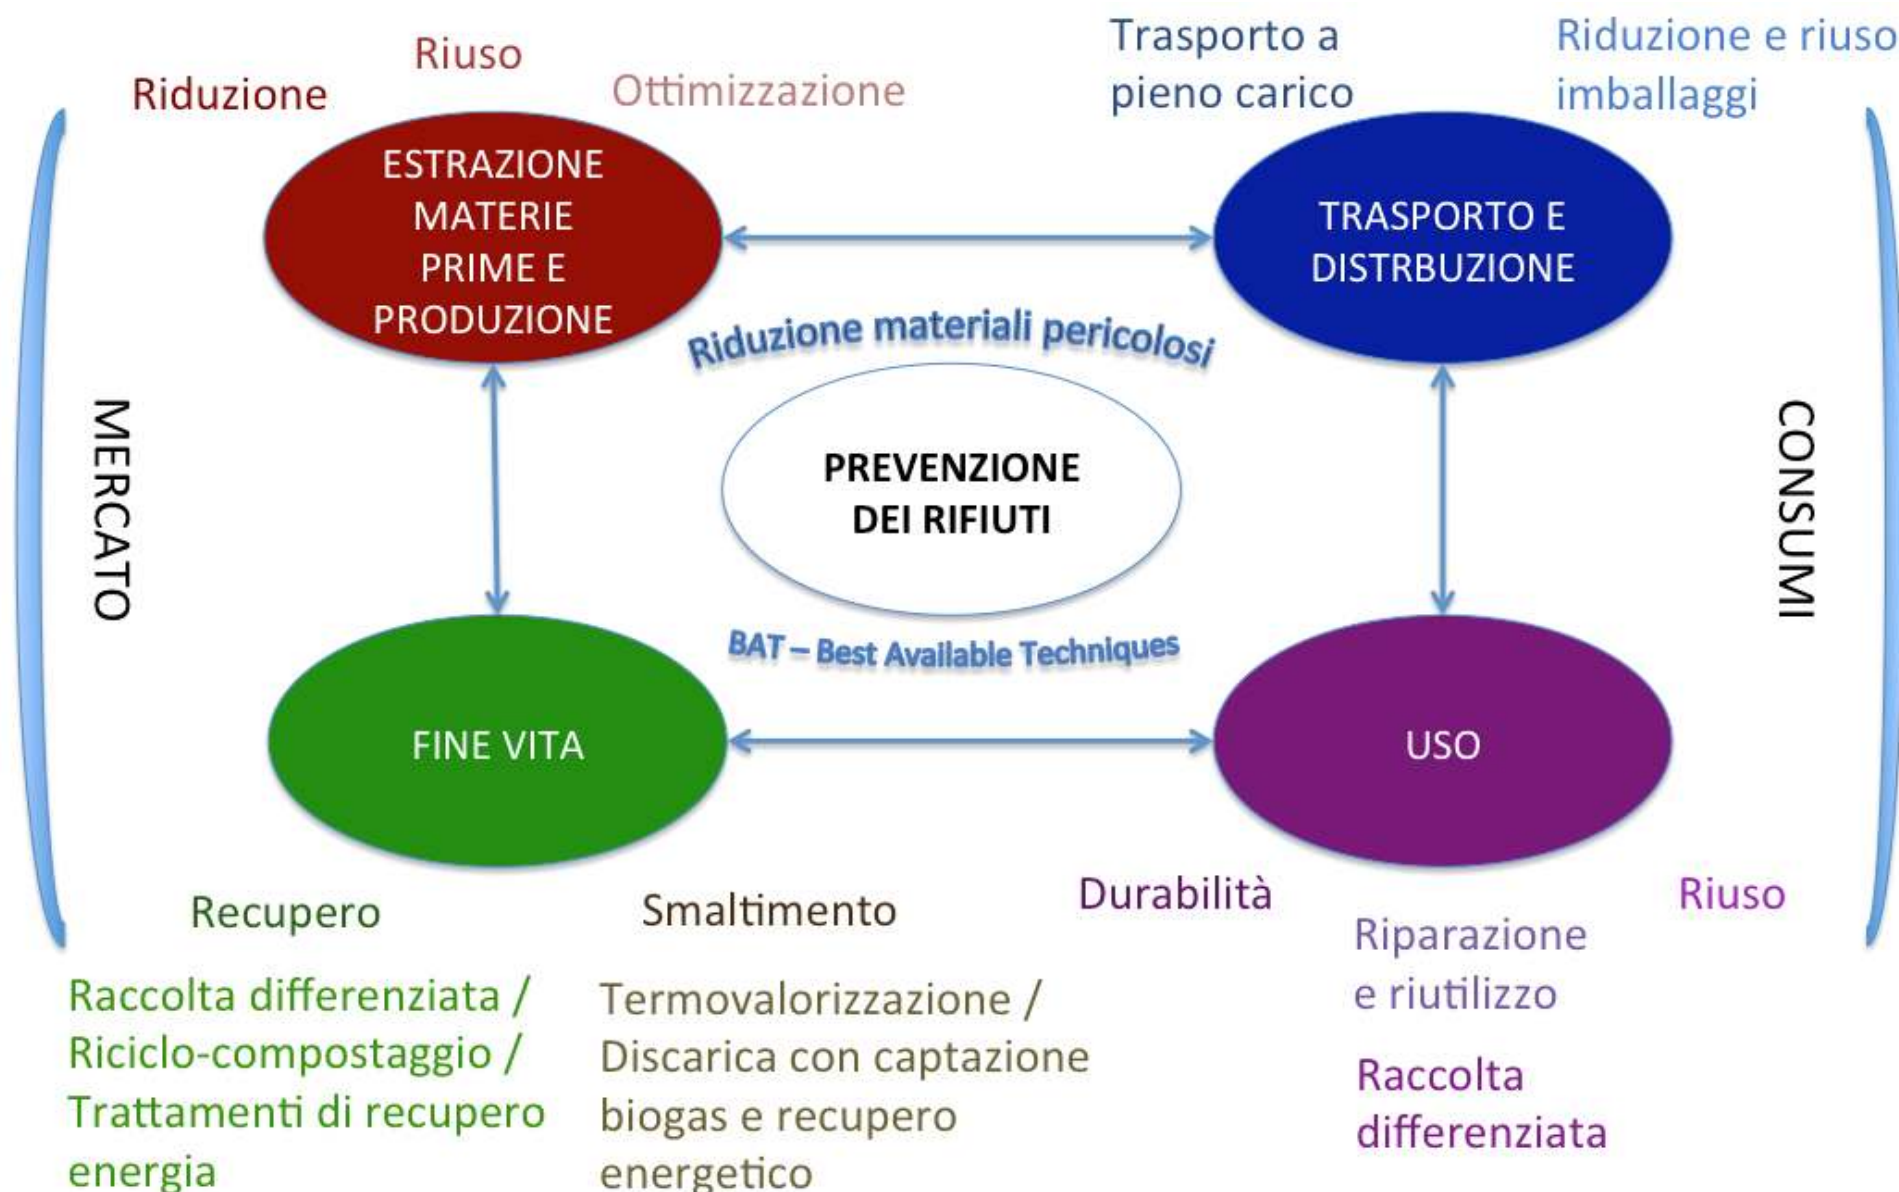 Riduzione
Riuso
Ottimizzazione
Trasporto a
pieno carico
Riduzione e riuso
imballaggi
ESTRAZIONE
MATERIE
PRIME E
PRODUZIONE
TRASPORTO E
DISTRBUZIONE
Riduzione materiali pericolosi
MERCATO
PREVENZIONE
DEI RIFIUTI
CONSUMI
BAT – Best Available Techniques
FINE VITA
USO
Recupero
Raccolta differenziata /
Riciclo-compostaggio /
Trattamenti di recupero
energia
Smaltimento
Termovalorizzazione /
Discarica con captazione
biogas e recupero
energetico
Durabilità
Riparazione
e riutilizzo
Raccolta
differenziata
Riuso